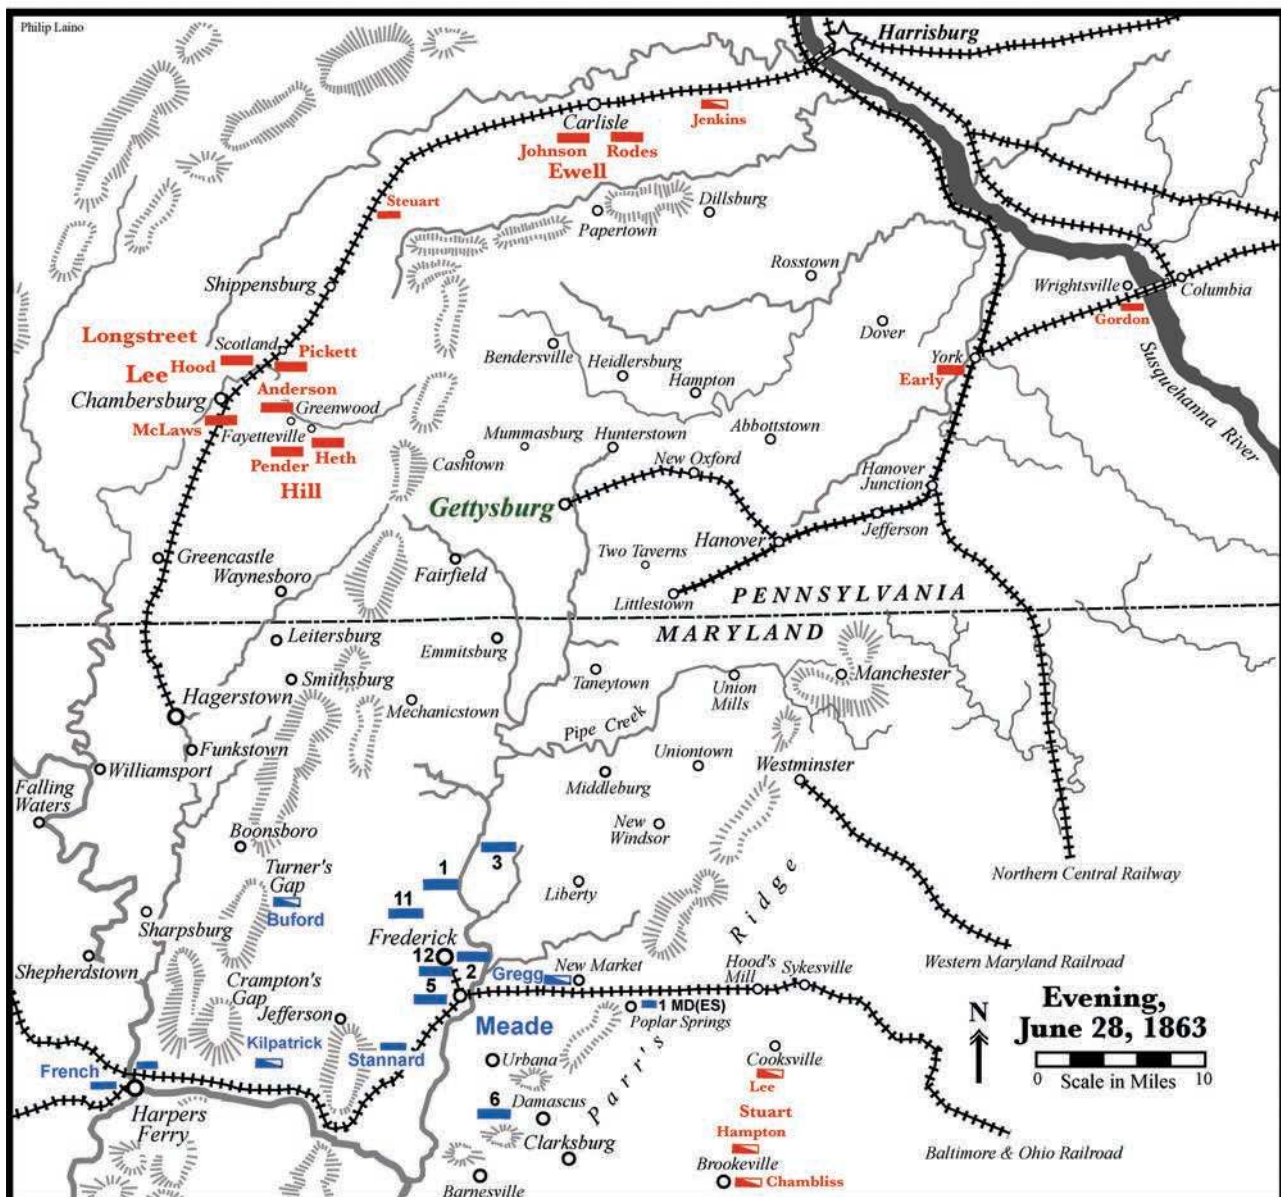 Philip Laino
Harrisburg
Carlisle
Jenkins
Johnson
Rodes
Ewell
Steuart
Papertown
Dillsburg
Rosstown
Shippensburg
Wrightsville
Columbia
Gordon
Longstreet
Scotland
Pickett
Hood
Lee
Anderson
Chambersburg
Greenwood
McLaws
Fayetteville
Pender
Heth
Hill
Bendersville
Heidlersburg
Hampton
Dover
York
Early
Susquehanna River
Mummasburg
Hunterstown
Abbottstown
Cashtown
New Oxford
Hanover
Junction
Gettysburg
Hanover
Jefferson
Greencastle
Waynesboro
Fairfield
Two Taverns
Littlestown
PENNSYLVANIA
MARYLAND
Leitersburg
Emmitsburg
Smithsburg
Taneytown
Union
Mills
Manchester
Hagerstown
Mechanicstown
Pipe Creek
Funkstown
Williamsport
Uniontown
Westminster
Falling
Waters
Middleburg
Boonsboro
New
Windsor
3
1
Turner's
Gap
Buford
11
Liberty
Northern Central Railway
Sharpsburg
Frederick
Parr's Ridge
Shepherdstown
12
2
Crampton's
Gap
5
Gregg
New Market
Hood's
Mill
Sykesville
Western Maryland Railroad
Jefferson
Meade
1 MD(ES)
Poplar Springs
Kilpatrick
Stannard
Urbana
Cooksville
Lee
French
Harpers
Ferry
6
Damascus
Clarksburg
Barnesville
Stuart
Hampton
Brookeville
Chambliss
Baltimore & Ohio Railroad
N
Evening,
June 28, 1863
0
10
Scale in Miles